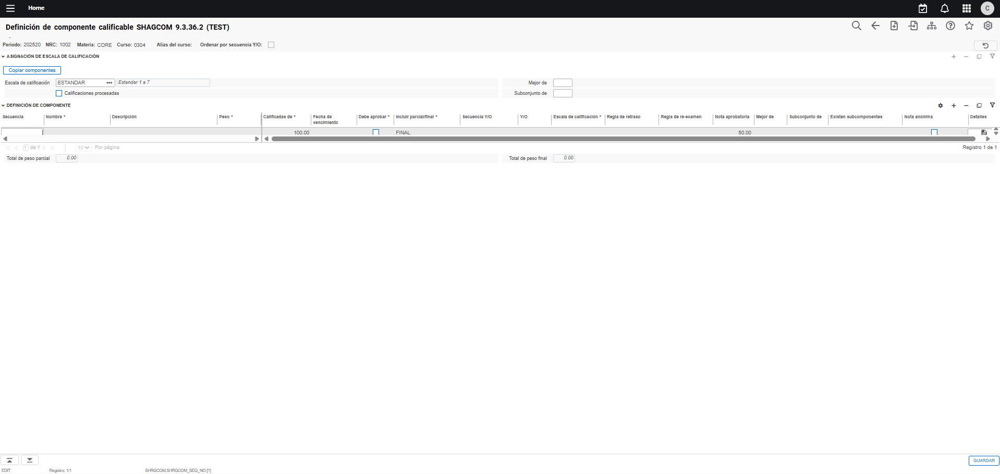 Home
C
Definición de componente calificable SHAGCOM 9.3.36.2 (TEST)
Periodo: 202520 NRC: 1002 Materia: CORE Curso: 0304 Alias del curso: Ordenar por secuencia Y/O:
ASIGNACIÓN DE ESCALA DE CALIFICACIÓN
Copiar componentes
Escala de calificación ESTANDAR ••• Estandar 1 a 7 Mejor de
Calificaciones procesadas Subconjunto de
DEFINICIÓN DE COMPONENTE
Secuencia Nombre * Descripción Peso * Calificadas de * Fecha de vencimiento Debe aprobar * Incluir parcial/final * Secuencia Y/O Y/O Escala de calificación * Regla de retraso Regla de re-examen Nota aprobatoria Mejor de Subconjunto de Existen subcomponentes Nota anónima Detalles
100.00 FINAL 50.00
1 de 1 10 Por página Registro 1 de 1
Total de peso parcial 0.00 Total de peso final 0.00
GUARDAR
EDIT Registro: 1/1 SHRGCOM.SHRGCOM_SEQ_NO [1]